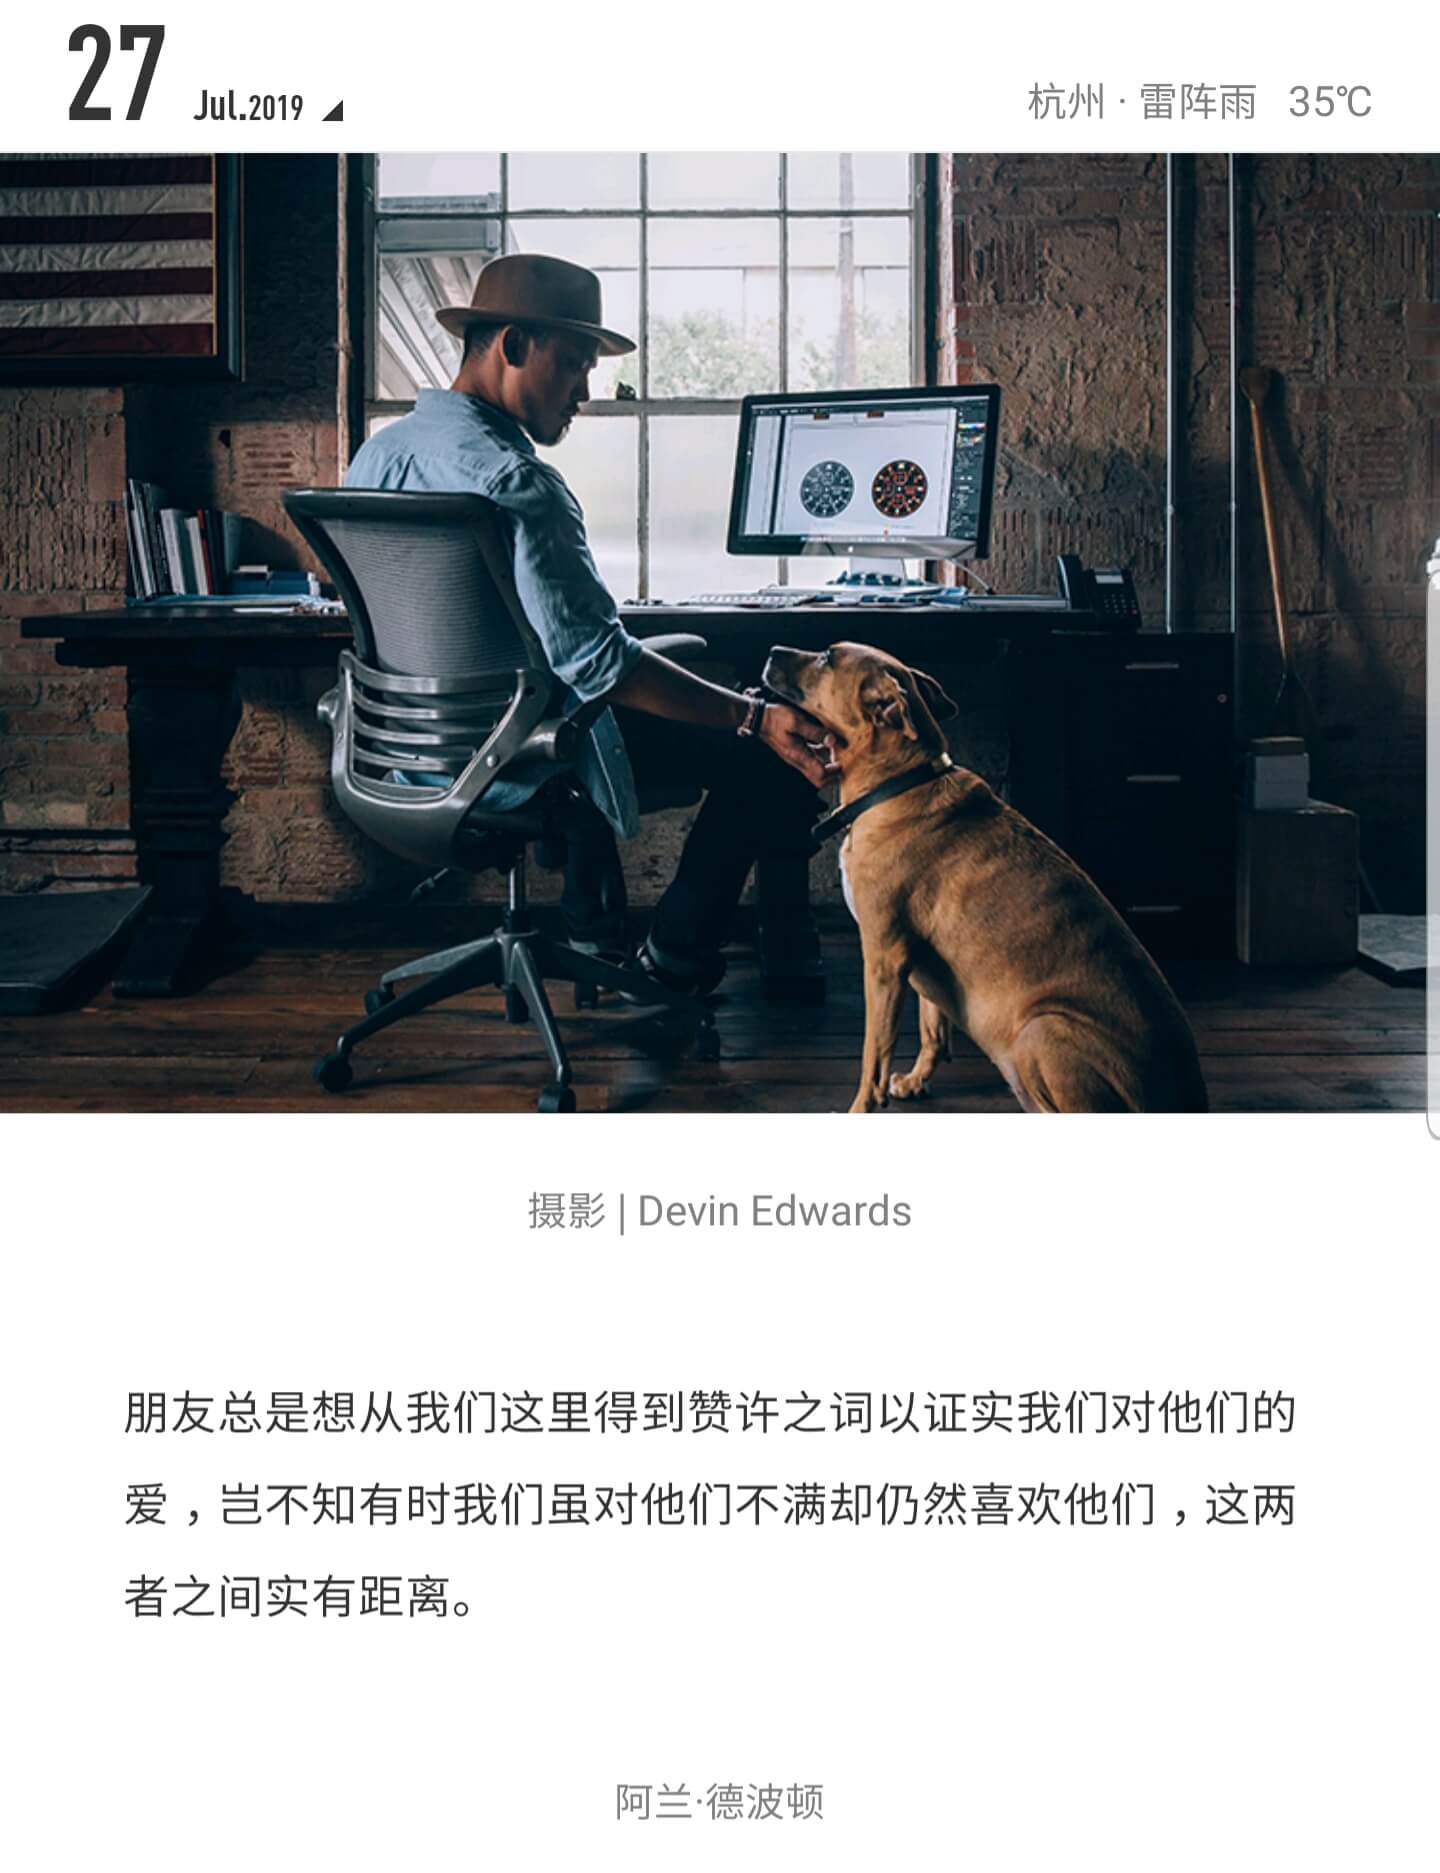 27 Jul.2019
杭州 · 雷阵雨 35℃
摄影 | Devin Edwards
朋友总是想从我们这里得到赞许之词以证实我们对他们的
爱，岂不知有时我们虽对他们不满却仍然喜欢他们，这两
者之间实有距离。
阿兰·德波顿